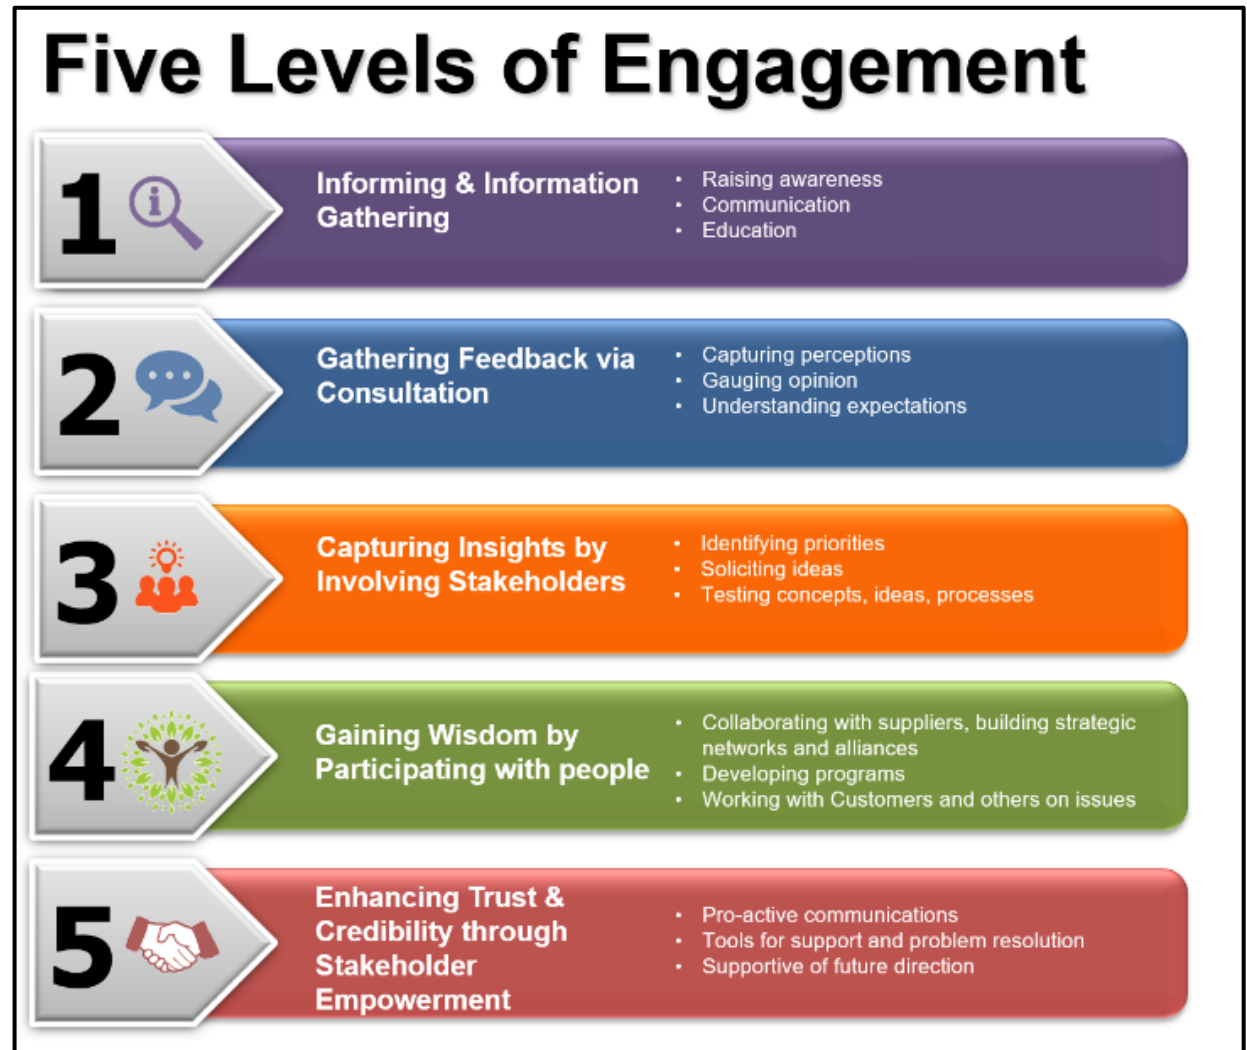 Five Levels of Engagement
1
Informing & Information
Gathering
• Raising awareness
• Communication
• Education
2
Gathering Feedback via
Consultation
• Capturing perceptions
• Gauging opinion
• Understanding expectations
3
Capturing Insights by
Involving Stakeholders
• Identifying priorities
• Soliciting ideas
• Testing concepts, ideas, processes
4
Gaining Wisdom by
Participating with people
• Collaborating with suppliers, building strategic
networks and alliances
• Developing programs
• Working with Customers and others on issues
5
Enhancing Trust &
Credibility through
Stakeholder
Empowerment
• Pro-active communications
• Tools for support and problem resolution
• Supportive of future direction